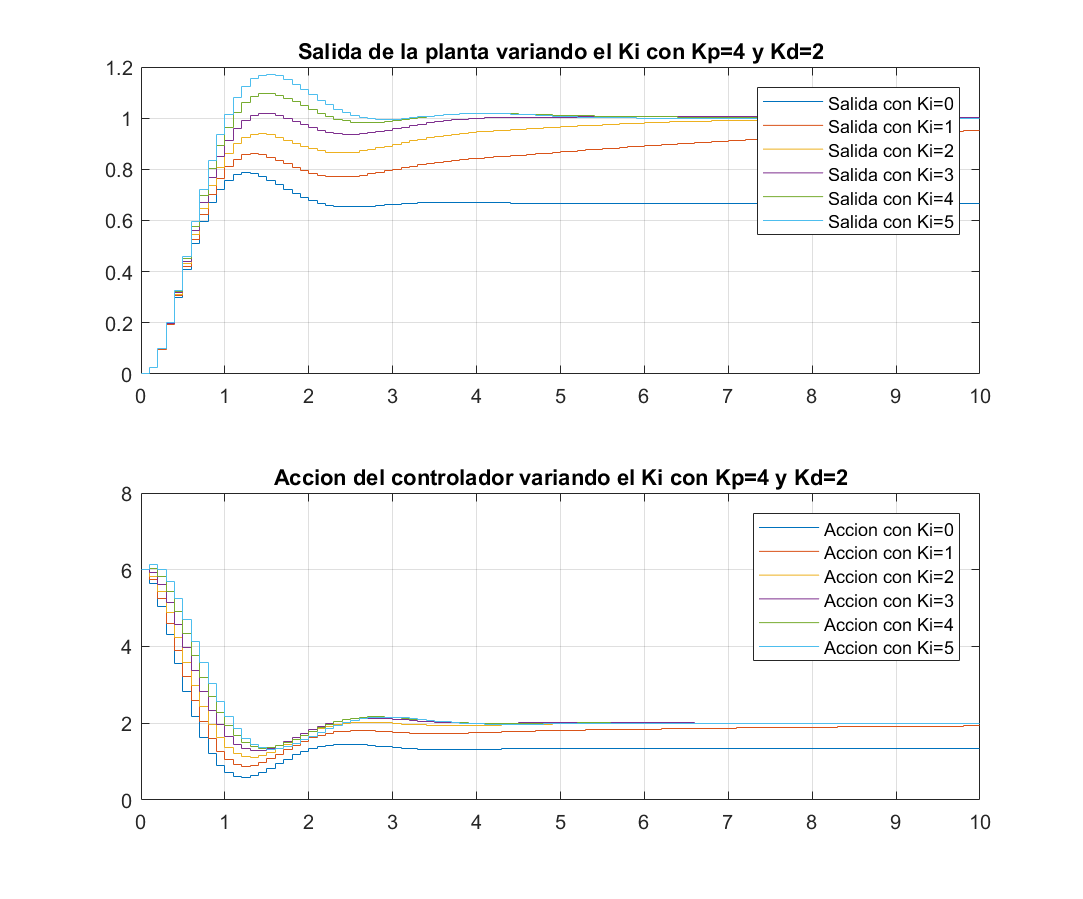 Salida de la planta variando el Ki con Kp=4 y Kd=2
1.2
1
0.8
0.6
0.4
0.2
0
Salida con Ki=0
Salida con Ki=1
Salida con Ki=2
Salida con Ki=3
Salida con Ki=4
Salida con Ki=5
0 1 2 3 4 5 6 7 8 9 10
Accion del controlador variando el Ki con Kp=4 y Kd=2
8
6
4
2
0
Accion con Ki=0
Accion con Ki=1
Accion con Ki=2
Accion con Ki=3
Accion con Ki=4
Accion con Ki=5
0 1 2 3 4 5 6 7 8 9 10